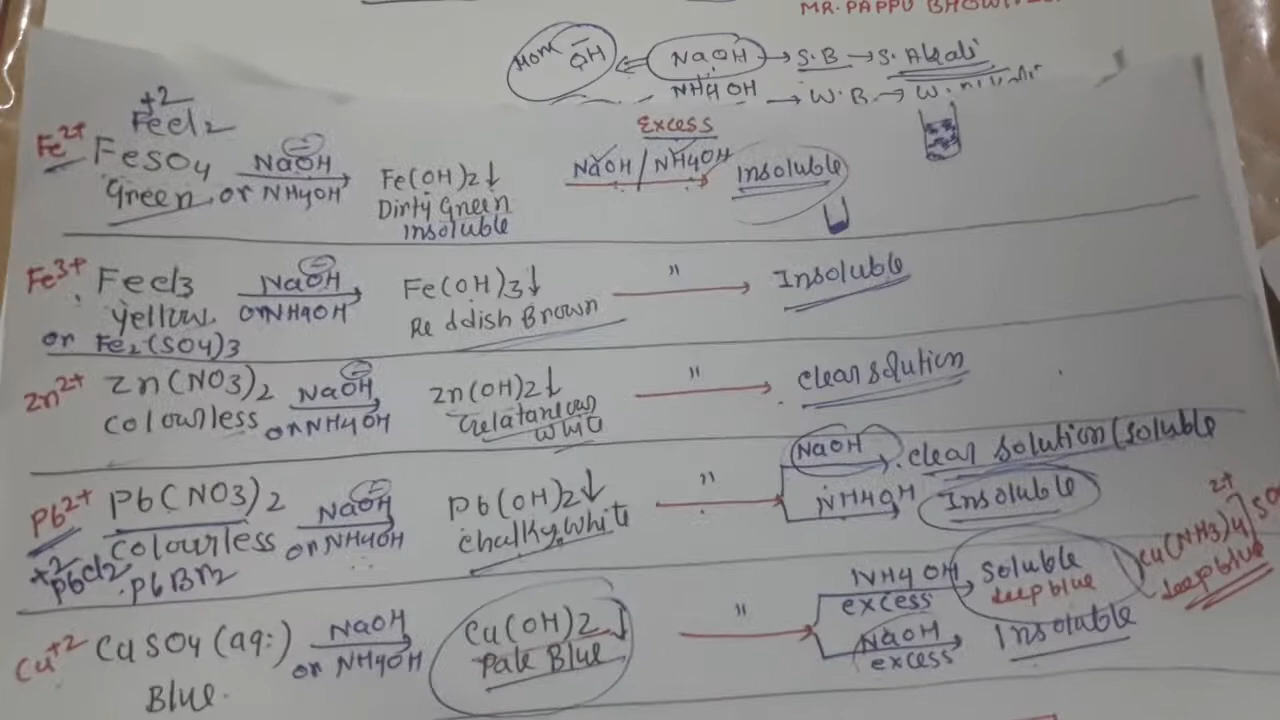 MR. PAPPU
HOM OH ⇐ NaOH → S.B → S. Alkali
NH4OH → W.B. → W.
+2
FeCl2
Excess
Fe2+ FeSO4 NaOH Fe(OH)2↓ NaOH / NH4OH insoluble
Green or NH4OH Dirty Green
insoluble
Fe3+ FeCl3 NaOH Fe(OH)3↓ " Insoluble
yellow or NH4OH Reddish Brown
or Fe2(SO4)3
Zn2+ Zn(NO3)2 NaOH Zn(OH)2↓ " clear solution
colourless or NH4OH
Pb2+ Pb(NO3)2 NaOH Pb(OH)2↓ " NaOH clear solution (soluble
colourless or NH4OH chalky white NH4OH Insoluble
+2 PbCl2 PbBr2
Cu+2 CuSO4 (aq:) NaOH Cu(OH)2↓ " NH4OH excess soluble deep blue Cu(NH3)4]2+ deep blue
Blue. or NH4OH Pale Blue NaOH excess Insoluble